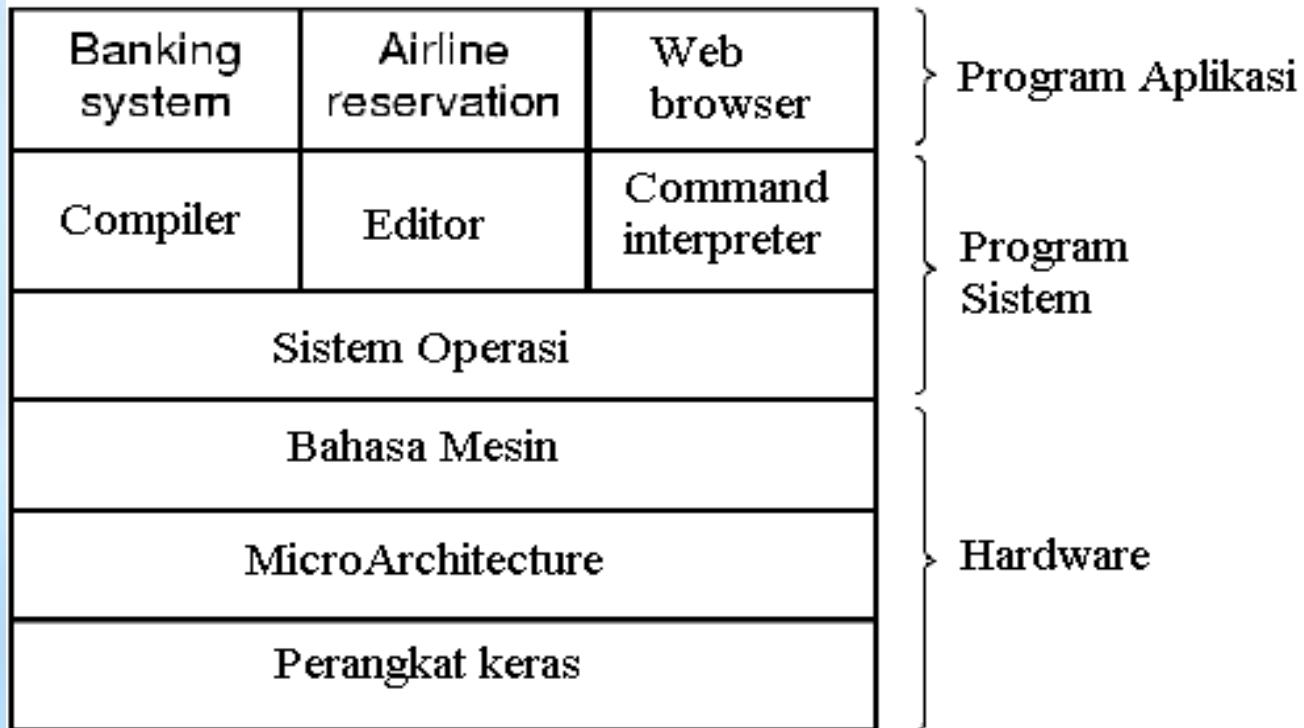 Banking
system
Airline
reservation
Web
browser
Program Aplikasi
Compiler
Editor
Command
interpreter
Program
Sistem
Sistem Operasi
Bahasa Mesin
MicroArchitecture
Hardware
Perangkat keras